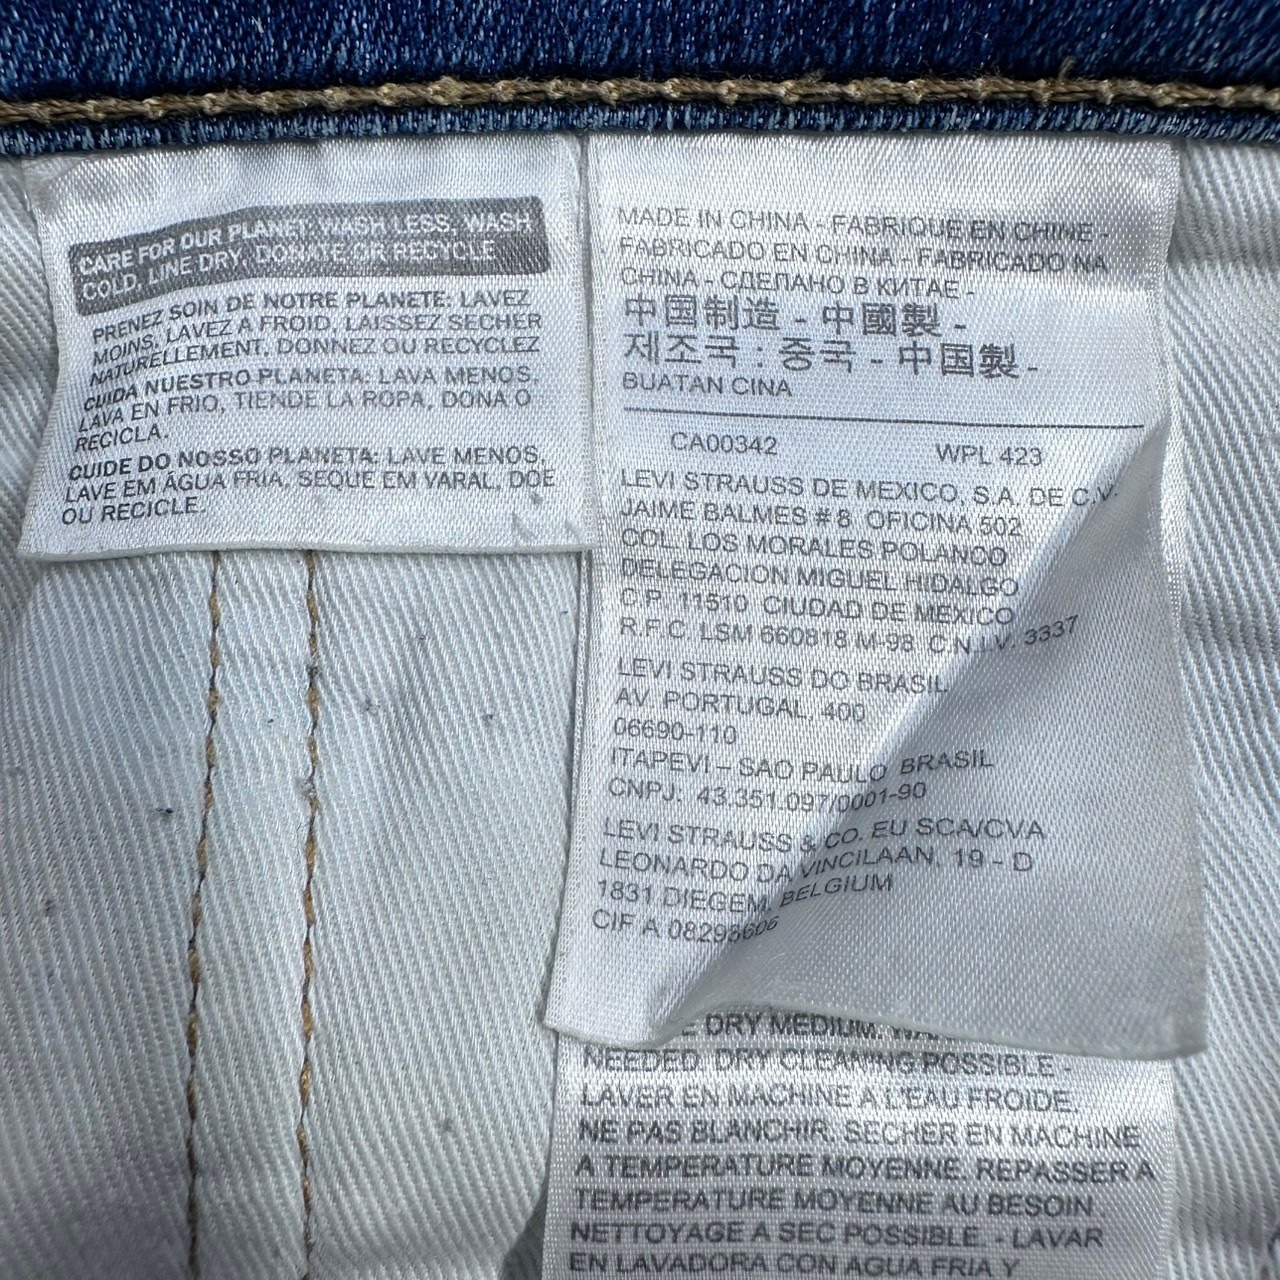 CARE FOR OUR PLANET: WASH LESS, WASH
COLD, LINE DRY, DONATE OR RECYCLE
PRENEZ SOIN DE NOTRE PLANETE: LAVEZ
MOINS, LAVEZ A FROID, LAISSEZ SECHER
NATURELLEMENT, DONNEZ OU RECYCLEZ
CUIDA NUESTRO PLANETA: LAVA MENOS,
LAVA EN FRIO, TIENDE LA ROPA, DONA O
RECICLA.
CUIDE DO NOSSO PLANETA: LAVE MENOS,
LAVE EM ÁGUA FRIA, SEQUE EM VARAL, DOE
OU RECICLE.
MADE IN CHINA - FABRIQUE EN CHINE -
FABRICADO EN CHINA - FABRICADO NA
CHINA - СДЕЛАНО В КИТАЕ -
中国制造 - 中國製 -
제조국 : 중국 - 中国製 -
BUATAN CINA
CA00342 WPL 423
LEVI STRAUSS DE MEXICO, S.A. DE C.V.
JAIME BALMES # 8 OFICINA 502
COL. LOS MORALES POLANCO
DELEGACION MIGUEL HIDALGO
C.P. 11510 CIUDAD DE MEXICO
R.F.C. LSM 660818 M-98 C.N.I.V. 3337
LEVI STRAUSS DO BRASIL
AV. PORTUGAL, 400
06690-110
ITAPEVI – SAO PAULO BRASIL
CNPJ: 43.351.097/0001-90
LEVI STRAUSS & CO. EU SCA/CVA
LEONARDO DA VINCILAAN, 19 - D
1831 DIEGEM, BELGIUM
CIF A 08293606
DRY MEDIUM.
NEEDED. DRY CLEANING POSSIBLE -
LAVER EN MACHINE A L'EAU FROIDE.
NE PAS BLANCHIR. SECHER EN MACHINE
A TEMPERATURE MOYENNE. REPASSER A
TEMPERATURE MOYENNE AU BESOIN.
NETTOYAGE A SEC POSSIBLE. - LAVAR
EN LAVADORA CON AGUA FRIA Y